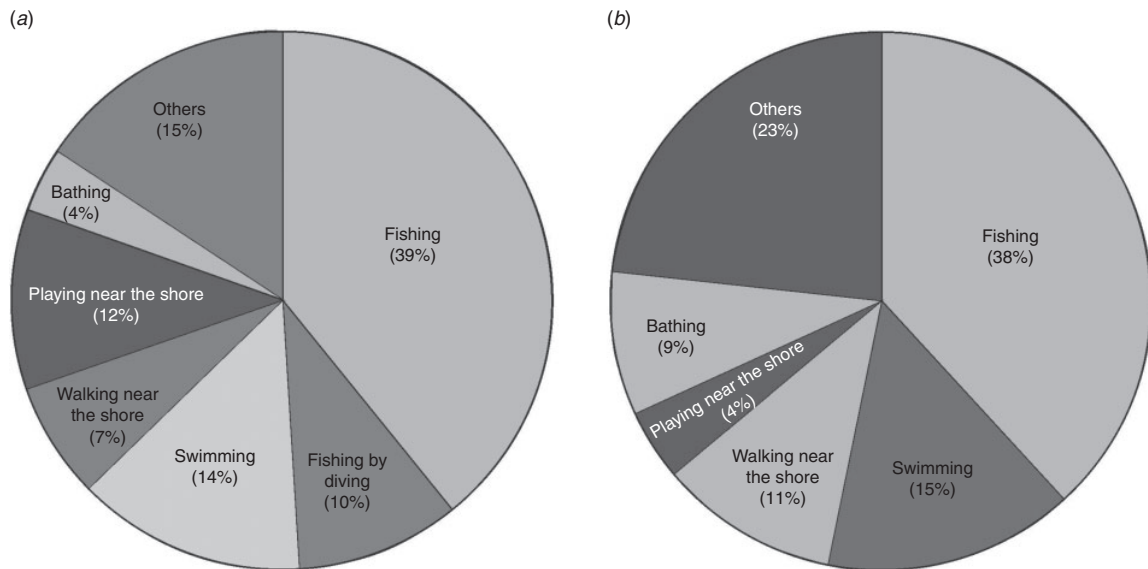 (a)
Others
(15%)
Bathing
(4%)
Fishing
(39%)
Playing near the shore
(12%)
Walking near
the shore
(7%)
Swimming
(14%)
Fishing by
diving
(10%)
(b)
Others
(23%)
Fishing
(38%)
Bathing
(9%)
Playing near the shore
(4%)
Walking near
the shore
(11%)
Swimming
(15%)